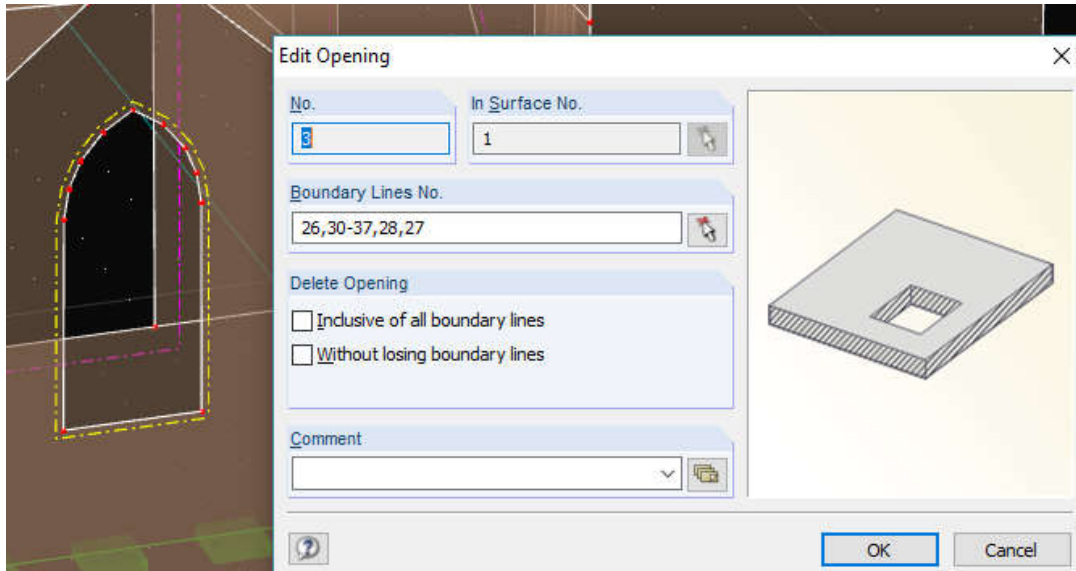 Edit Opening
No. In Surface No.
3 1
Boundary Lines No.
26,30-37,28,27
Delete Opening
Inclusive of all boundary lines
Without losing boundary lines
Comment
OK Cancel